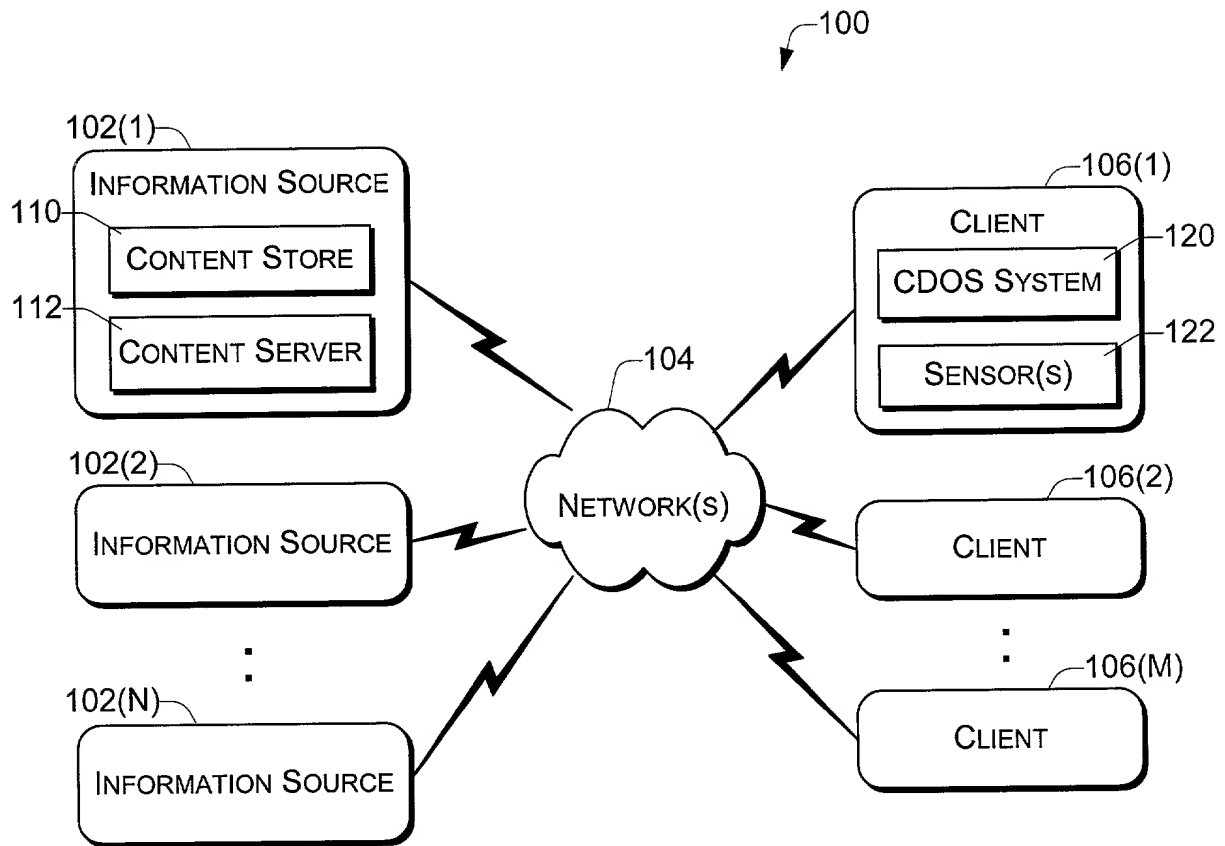 100
102(1)
INFORMATION SOURCE
110
CONTENT STORE
112
CONTENT SERVER
106(1)
CLIENT
120
CDOS SYSTEM
122
SENSOR(S)
104
NETWORK(S)
102(2)
INFORMATION SOURCE
106(2)
CLIENT
102(N)
INFORMATION SOURCE
106(M)
CLIENT